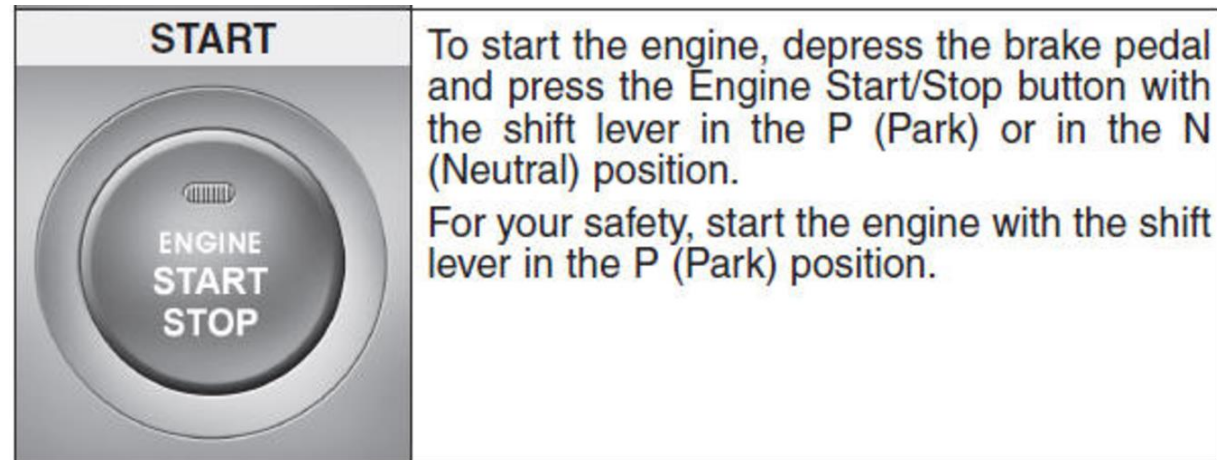 START
ENGINE
START
STOP
To start the engine, depress the brake pedal
and press the Engine Start/Stop button with
the shift lever in the P (Park) or in the N
(Neutral) position.
For your safety, start the engine with the shift
lever in the P (Park) position.